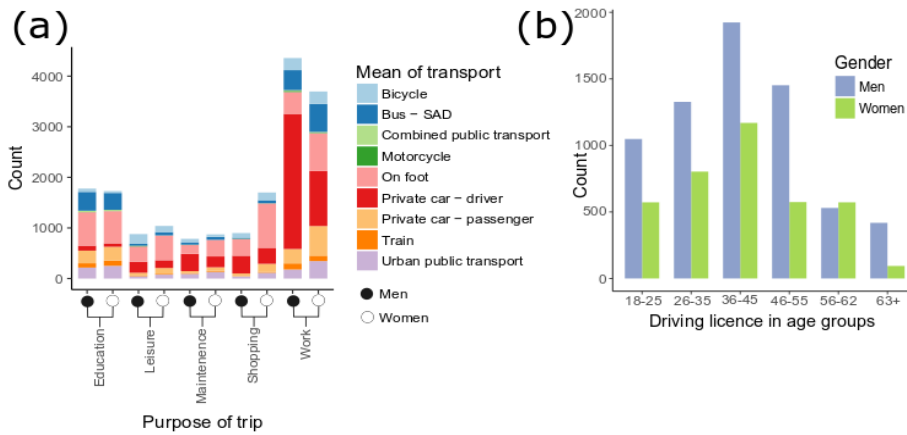 (a)
Count
4000
3000
2000
1000
0
Education
Leisure
Maintenence
Shopping
Work
Purpose of trip
Mean of transport
Bicycle
Bus – SAD
Combined public transport
Motorcycle
On foot
Private car – driver
Private car – passenger
Train
Urban public transport
Men
Women
(b)
Count
2000
1500
1000
500
0
18-25
26-35
36-45
46-55
56-62
63+
Driving licence in age groups
Gender
Men
Women